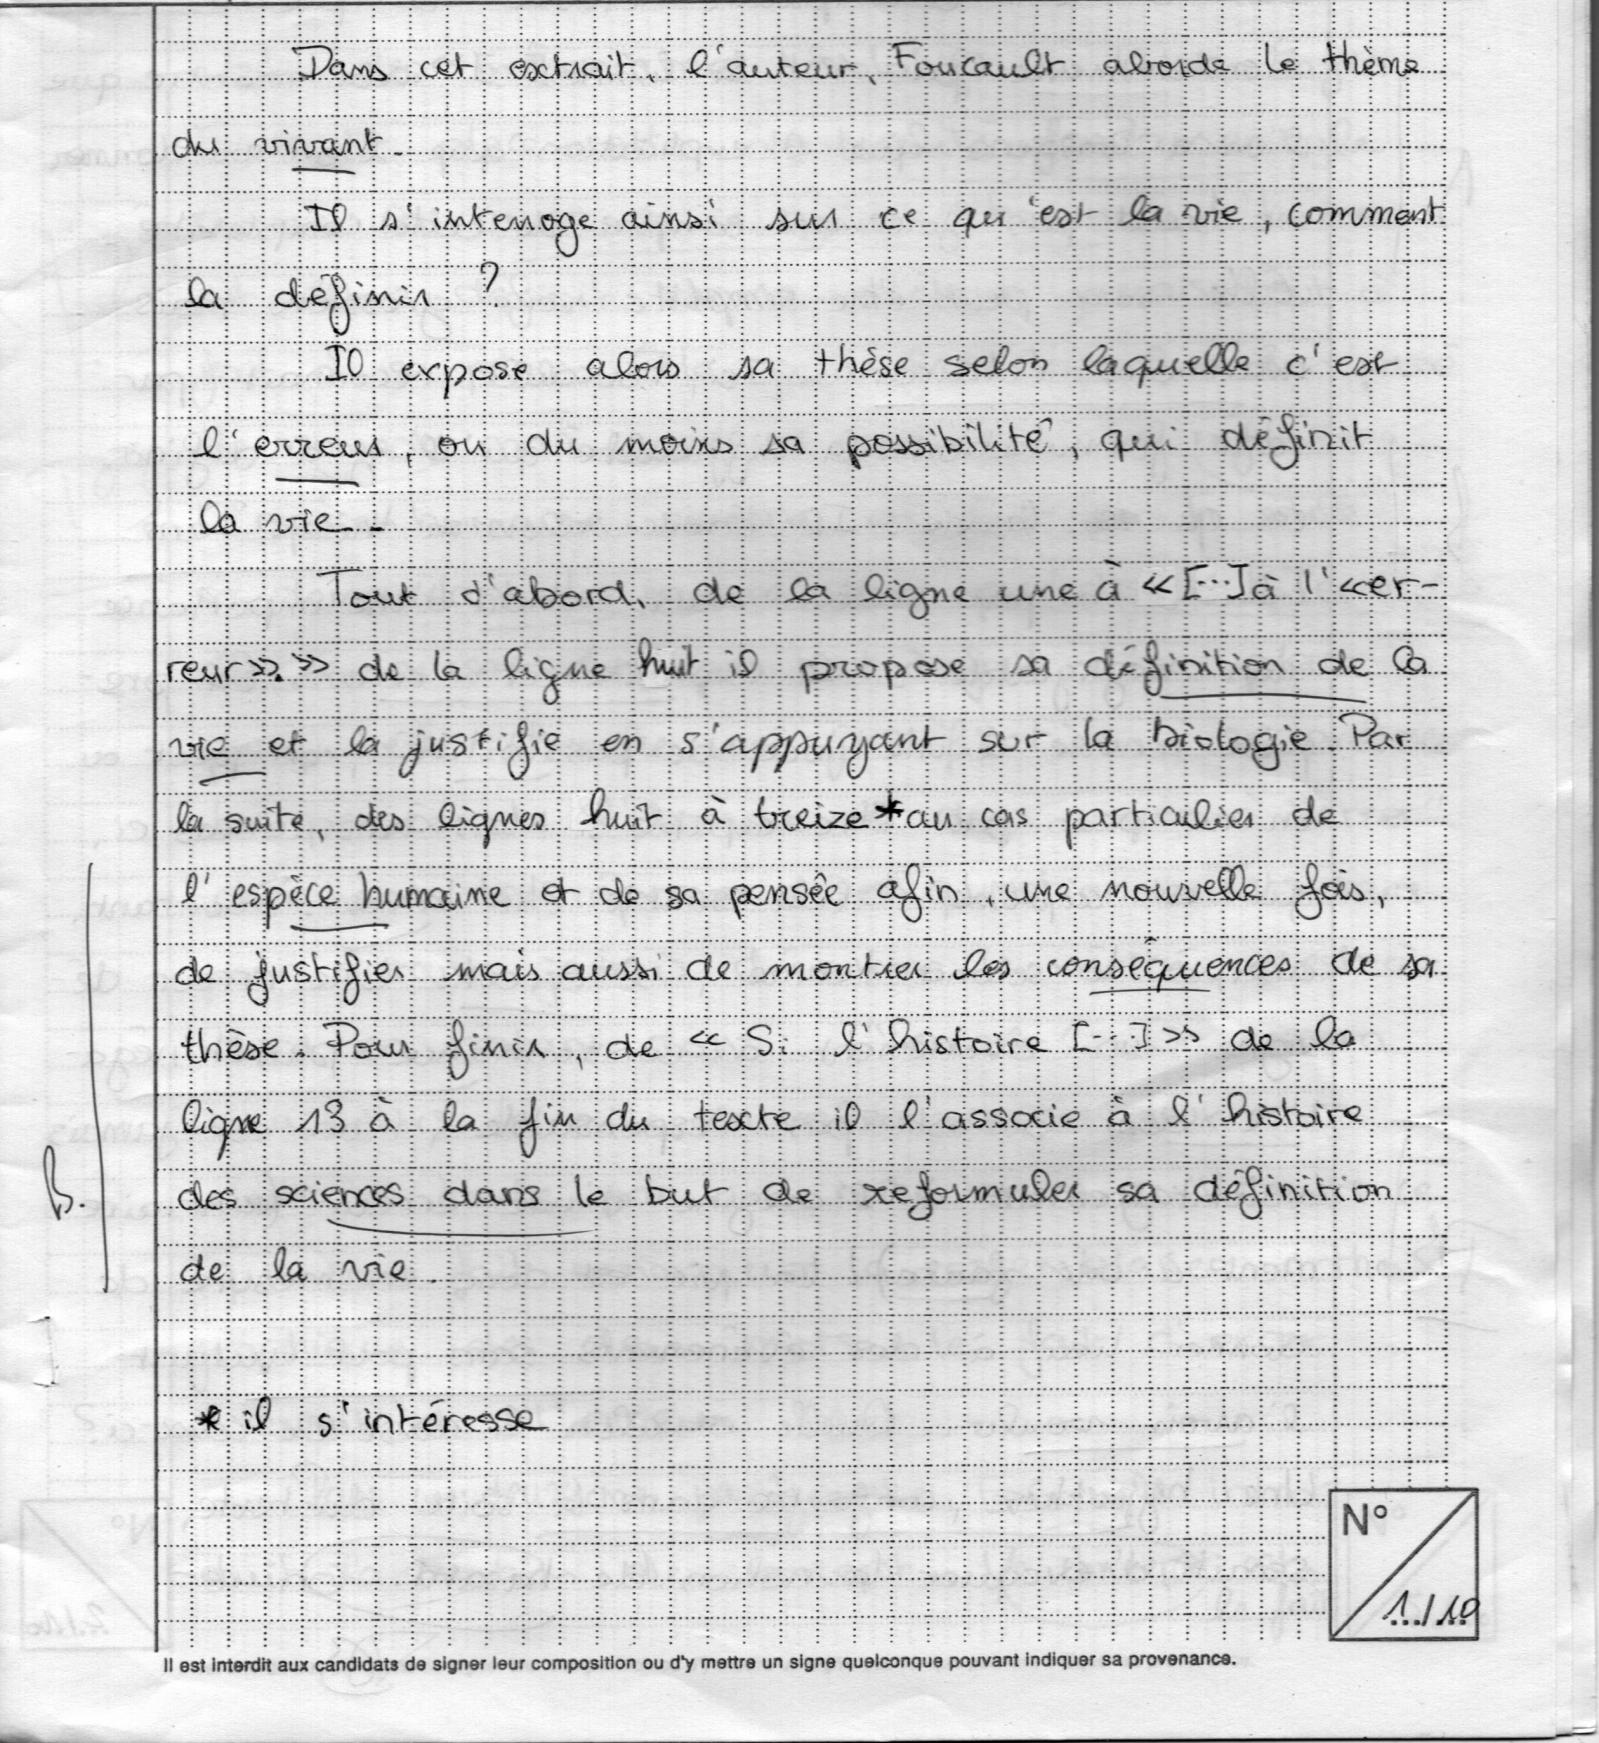 Dans cet extrait, l'auteur, Foucault aborde le thème
du vivant.
Il s'interroge ainsi sur ce qu'est la vie, comment
la définir ?
Il expose alors sa thèse selon laquelle c'est
l'erreur, ou du moins sa possibilité, qui définit
la vie.
Tout d'abord, de la ligne une à « [...] à l'« er-
reur ». » de la ligne huit il propose sa définition de la
vie et la justifie en s'appuyant sur la biologie. Par
la suite, des lignes huit à treize * au cas particulier de
l'espèce humaine et de sa pensée afin, une nouvelle fois,
de justifier mais aussi de montrer les conséquences de sa
thèse. Pour finir, de « Si l'histoire [...] » de la
ligne 13 à la fin du texte il l'associe à l'histoire
B. des sciences dans le but de reformuler sa définition
de la vie.
* il s'intéresse
N°
1/10
Il est interdit aux candidats de signer leur composition ou d'y mettre un signe quelconque pouvant indiquer sa provenance.